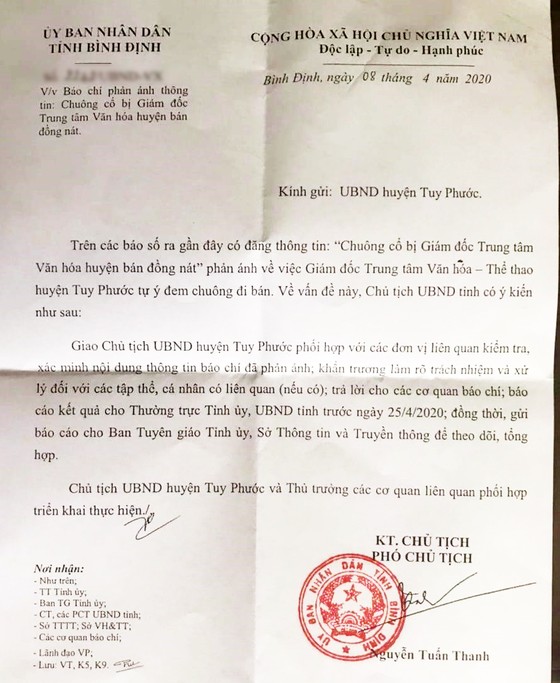 ỦY BAN NHÂN DÂN
TỈNH BÌNH ĐỊNH
CỘNG HÒA XÃ HỘI CHỦ NGHĨA VIỆT NAM
Độc lập - Tự do - Hạnh phúc
Bình Định, ngày 08 tháng 4 năm 2020
V/v Báo chí phản ánh thông
tin: Chuông cổ bị Giám đốc
Trung tâm Văn hóa huyện bán
đồng nát.
Kính gửi: UBND huyện Tuy Phước.
Trên các báo số ra gần đây có đăng thông tin: “Chuông cổ bị Giám đốc Trung tâm
Văn hóa huyện bán đồng nát” phản ánh về việc Giám đốc Trung tâm Văn hóa – Thể thao
huyện Tuy Phước tự ý đem chuông đi bán. Về vấn đề này, Chủ tịch UBND tỉnh có ý kiến
như sau:
Giao Chủ tịch UBND huyện Tuy Phước phối hợp với các đơn vị liên quan kiểm tra,
xác minh nội dung thông tin báo chí đã phản ánh; khẩn trương làm rõ trách nhiệm và xử
lý đối với các tập thể, cá nhân có liên quan (nếu có); trả lời cho các cơ quan báo chí; báo
cáo kết quả cho Thường trực Tỉnh ủy, UBND tỉnh trước ngày 25/4/2020; đồng thời, gửi
báo cáo cho Ban Tuyên giáo Tỉnh ủy, Sở Thông tin và Truyền thông để theo dõi, tổng
hợp.
Chủ tịch UBND huyện Tuy Phước và Thủ trưởng các cơ quan liên quan phối hợp
triển khai thực hiện./.
Nơi nhận:
- Như trên;
- TT Tỉnh ủy;
- Ban TG Tỉnh ủy;
- CT, các PCT UBND tỉnh;
- Sở TTTT; Sở VH&TT;
- Các cơ quan báo chí;
- Lãnh đạo VP;
- Lưu: VT, K5, K9.
KT. CHỦ TỊCH
PHÓ CHỦ TỊCH
ỦY BAN NHÂN DÂN TỈNH BÌNH ĐỊNH
Nguyễn Tuấn Thanh